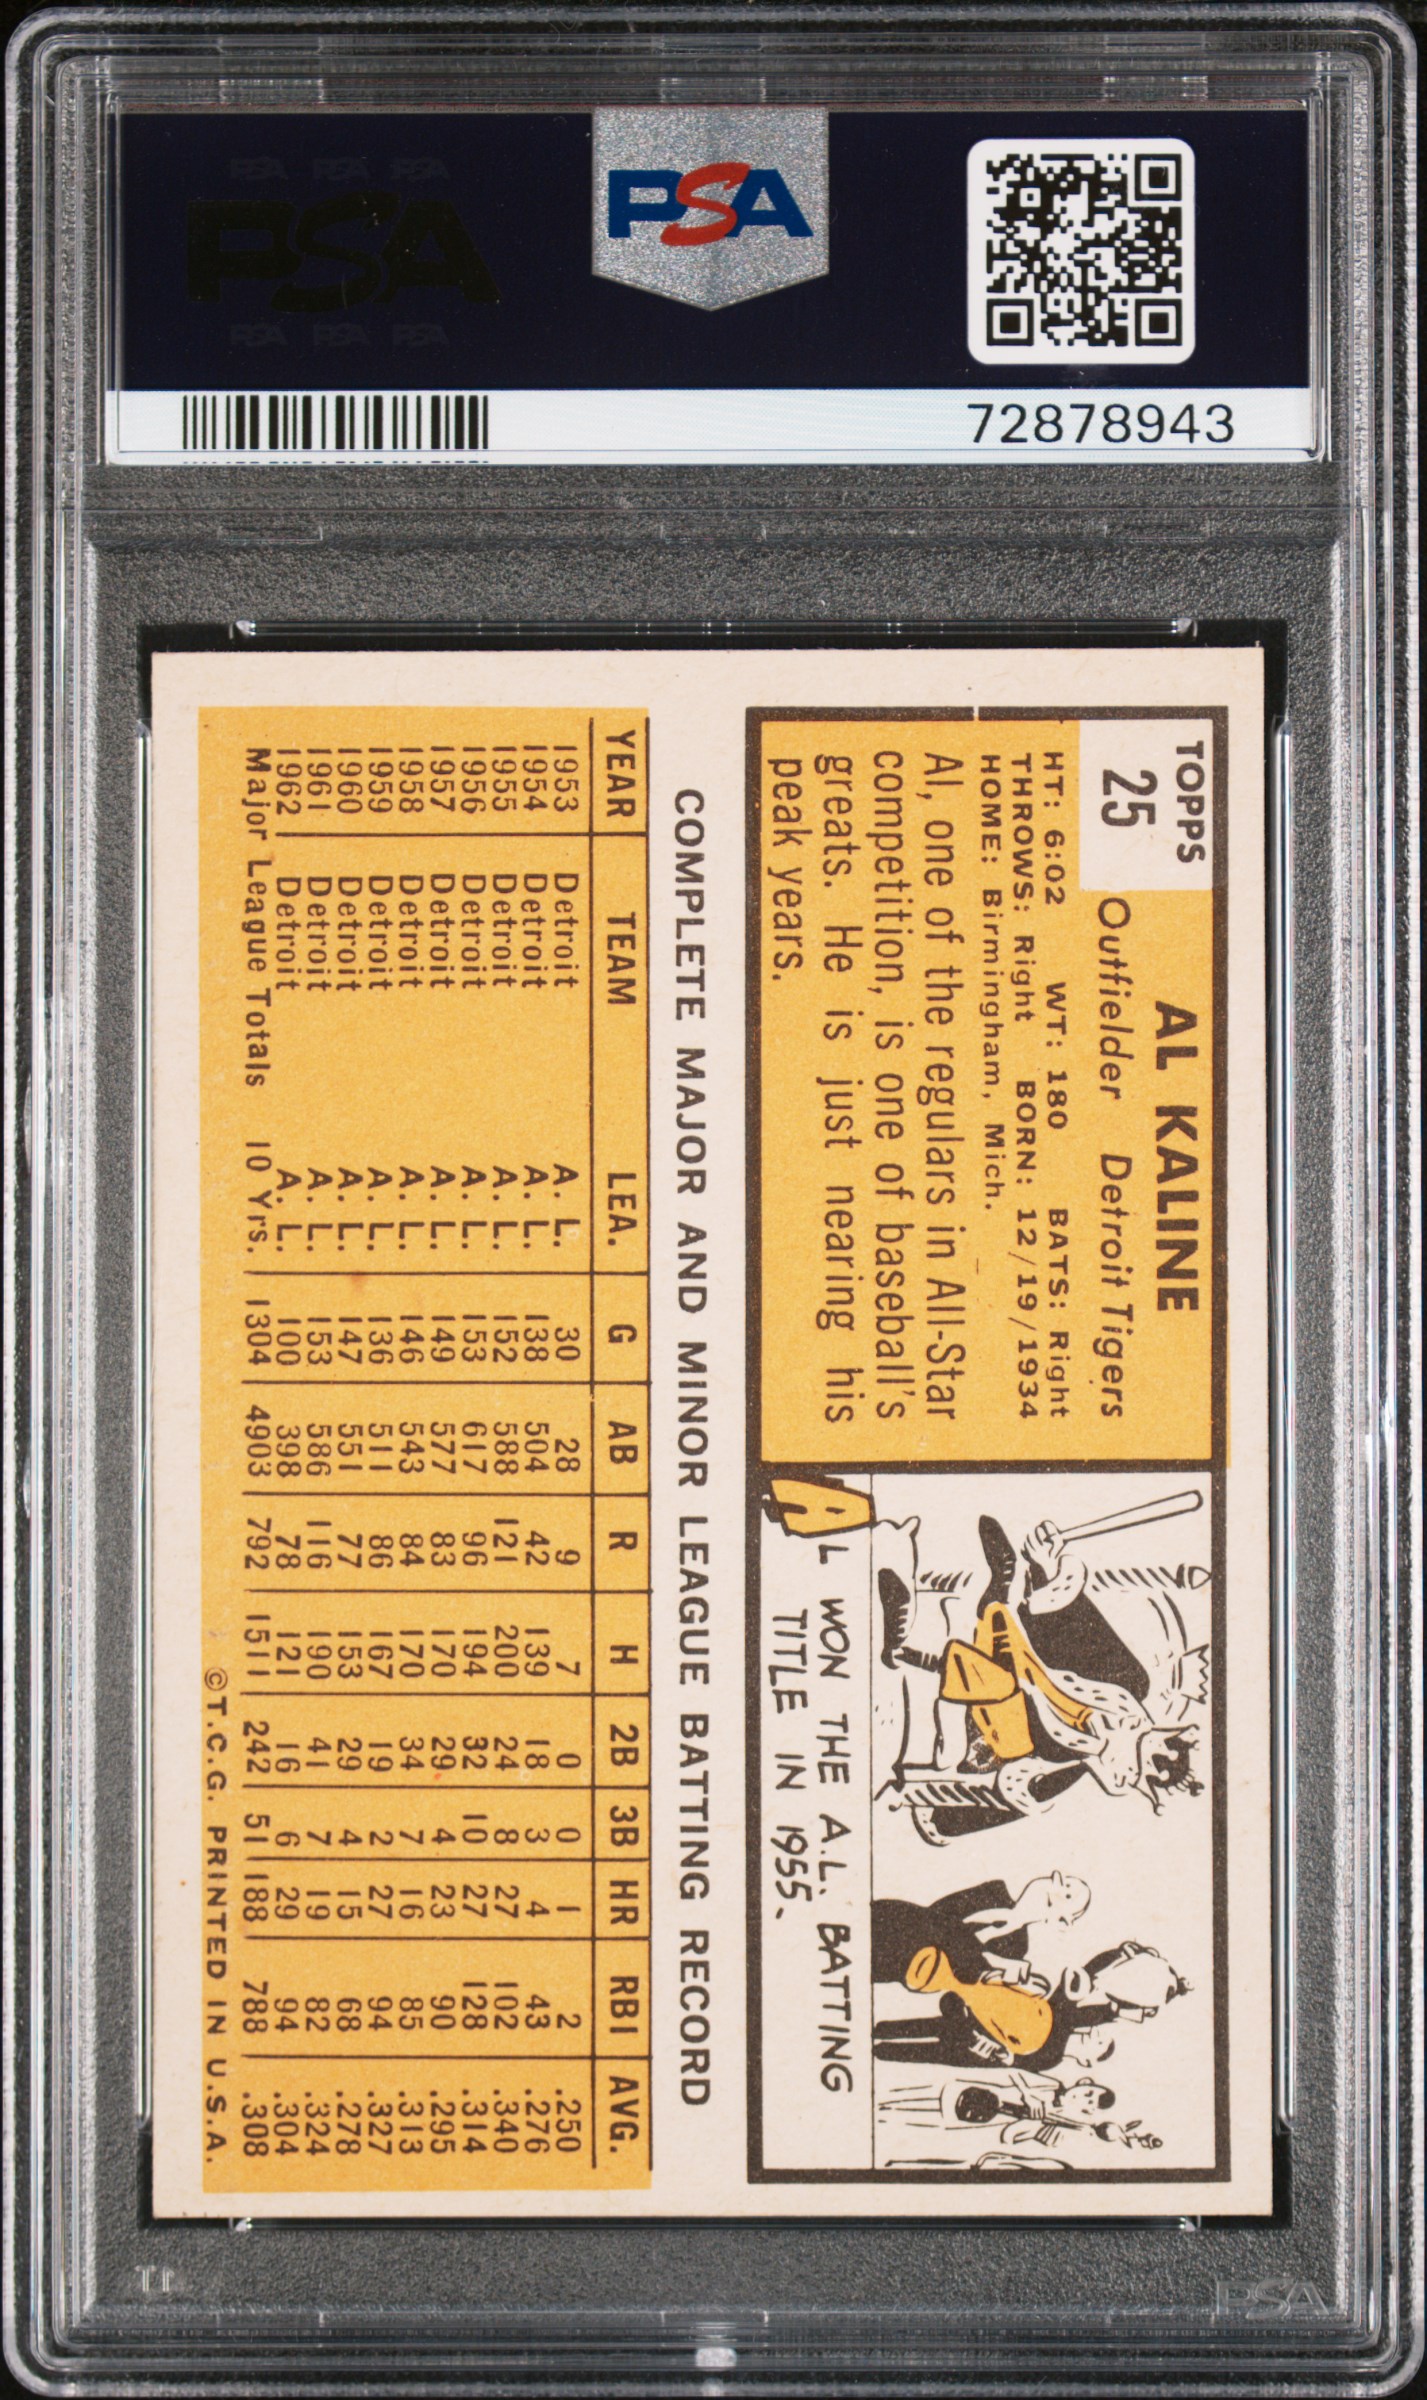 PSA PSA PSA
PSA
PSA PSA PSA
PSA
72878943
TOPPS
25
AL KALINE
Outfielder Detroit Tigers
HT: 6:02 WT: 180 BATS: Right
THROWS: Right BORN: 12/19/1934
HOME: Birmingham, Mich.
Al, one of the regulars in All-Star
competition, is one of baseball's
greats. He is just nearing his
peak years.
AL WON THE A.L. BATTING
TITLE IN 1955.
COMPLETE MAJOR AND MINOR LEAGUE BATTING RECORD
YEAR TEAM LEA. G AB R H 2B 3B HR RBI AVG.
1953 Detroit A. L. 30 28 9 7 0 0 1 2 .250
1954 Detroit A. L. 138 504 42 139 18 3 4 43 .276
1955 Detroit A. L. 152 588 121 200 24 8 27 102 .340
1956 Detroit A. L. 153 617 96 194 32 10 27 128 .314
1957 Detroit A. L. 149 577 83 170 29 4 23 90 .295
1958 Detroit A. L. 146 543 84 170 34 7 16 85 .313
1959 Detroit A. L. 136 511 86 167 19 2 27 94 .327
1960 Detroit A. L. 147 551 77 153 29 4 15 68 .278
1961 Detroit A. L. 153 586 116 190 41 7 19 82 .324
1962 Detroit A. L. 100 398 78 121 16 6 29 94 .304
Major League Totals 10 Yrs. 1304 4903 792 1511 242 51 188 788 .308
©T.C.G. PRINTED IN U.S.A.
PSA